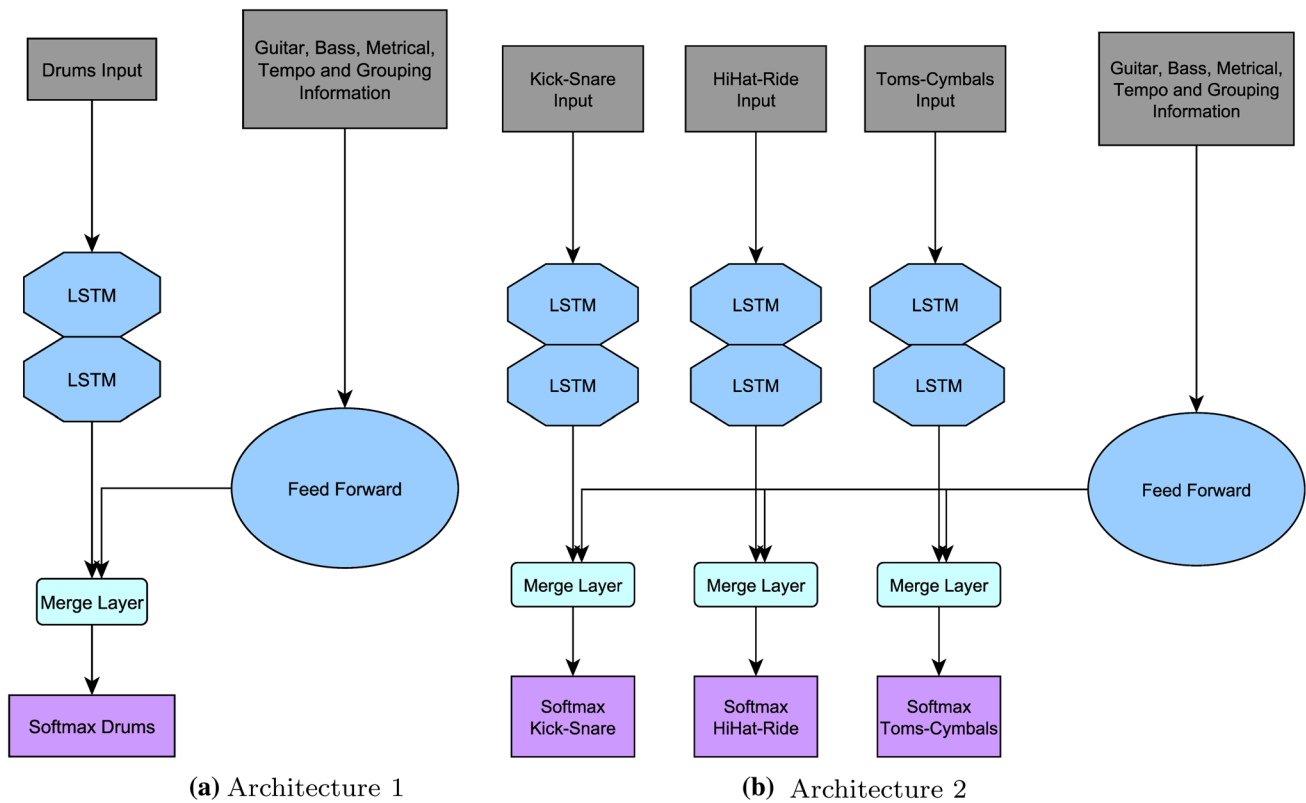 Drums Input
Guitar, Bass, Metrical,
Tempo and Grouping
Information
LSTM
LSTM
Feed Forward
Merge Layer
Softmax Drums
(a) Architecture 1
Kick-Snare
Input
HiHat-Ride
Input
Toms-Cymbals
Input
Guitar, Bass, Metrical,
Tempo and Grouping
Information
LSTM
LSTM
LSTM
LSTM
LSTM
LSTM
Feed Forward
Merge Layer
Merge Layer
Merge Layer
Softmax
Kick-Snare
Softmax
HiHat-Ride
Softmax
Toms-Cymbals
(b) Architecture 2